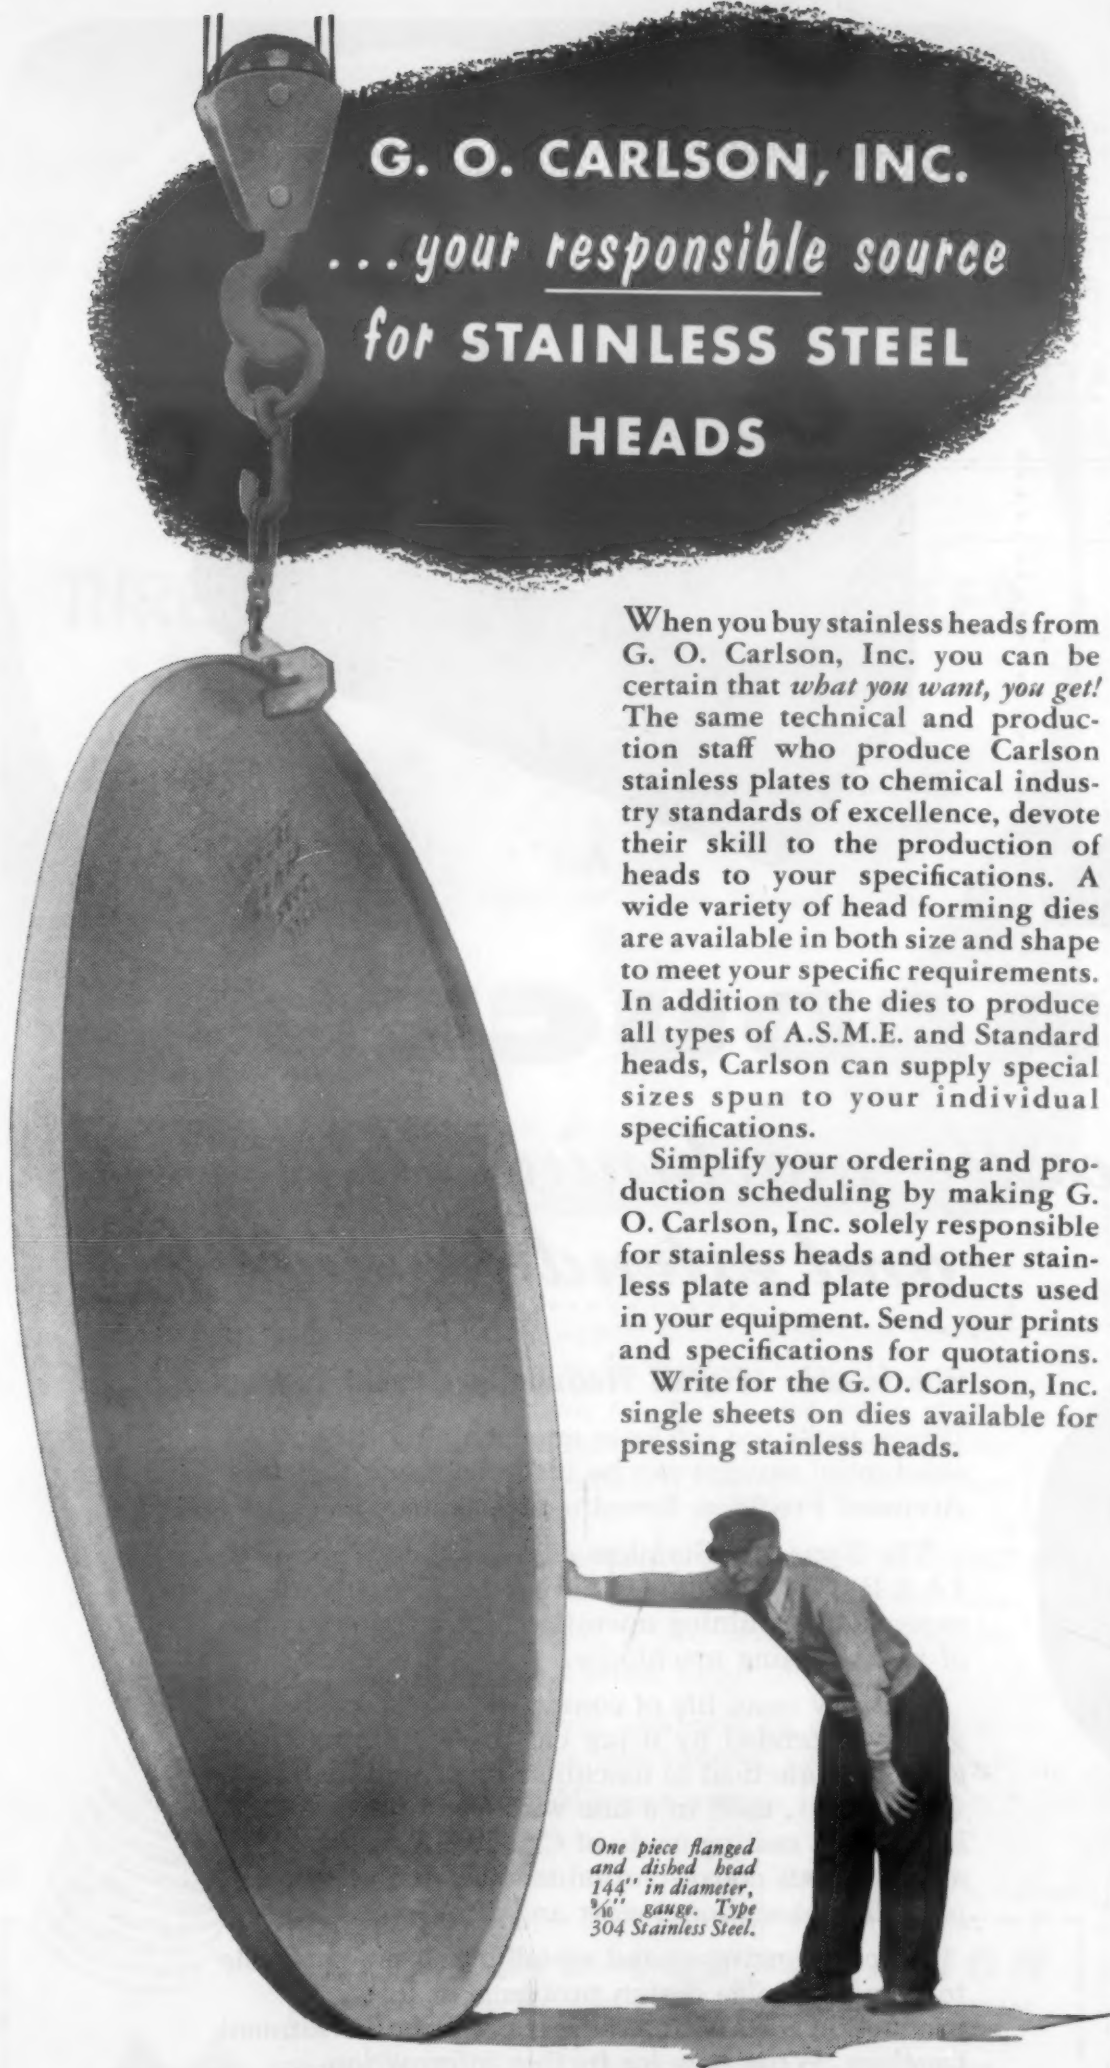 G. O. CARLSON, INC.
...your responsible source
for STAINLESS STEEL
HEADS
When you buy stainless heads from
G. O. Carlson, Inc. you can be
certain that what you want, you get!
The same technical and produc-
tion staff who produce Carlson
stainless plates to chemical indus-
try standards of excellence, devote
their skill to the production of
heads to your specifications. A
wide variety of head forming dies
are available in both size and shape
to meet your specific requirements.
In addition to the dies to produce
all types of A.S.M.E. and Standard
heads, Carlson can supply special
sizes spun to your individual
specifications.
Simplify your ordering and pro-
duction scheduling by making G.
O. Carlson, Inc. solely responsible
for stainless heads and other stain-
less plate and plate products used
in your equipment. Send your prints
and specifications for quotations.
Write for the G. O. Carlson, Inc.
single sheets on dies available for
pressing stainless heads.
One piece flanged
and dished head
144" in diameter,
gauge. Type
304 Stainless Steel.